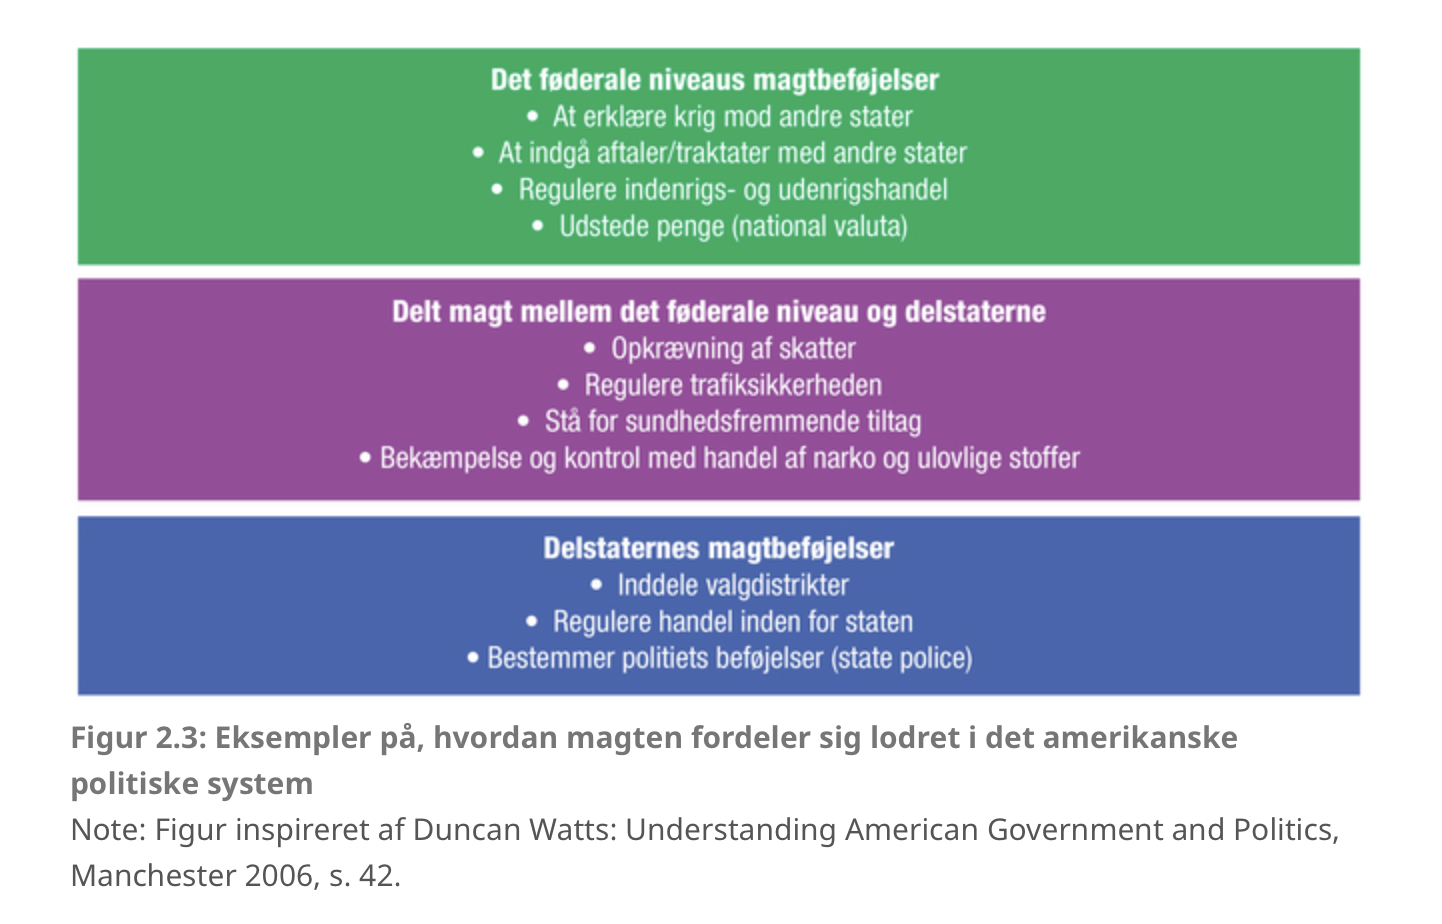 Det føderale niveaus magtbeføjelser
• At erklære krig mod andre stater
• At indgå aftaler/traktater med andre stater
• Regulere indenrigs- og udenrigshandel
• Udstede penge (national valuta)
Delt magt mellem det føderale niveau og delstaterne
• Opkrævning af skatter
• Regulere trafiksikkerheden
• Stå for sundhedsfremmende tiltag
• Bekæmpelse og kontrol med handel af narko og ulovlige stoffer
Delstaternes magtbeføjelser
• Inddele valgdistrikter
• Regulere handel inden for staten
• Bestemmer politiets beføjelser (state police)
Figur 2.3: Eksempler på, hvordan magten fordeler sig lodret i det amerikanske
politiske system
Note: Figur inspireret af Duncan Watts: Understanding American Government and Politics,
Manchester 2006, s. 42.